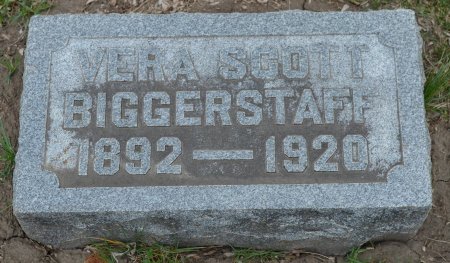 VERA SCOTT
BIGGERSTAFF
1892 — 1920